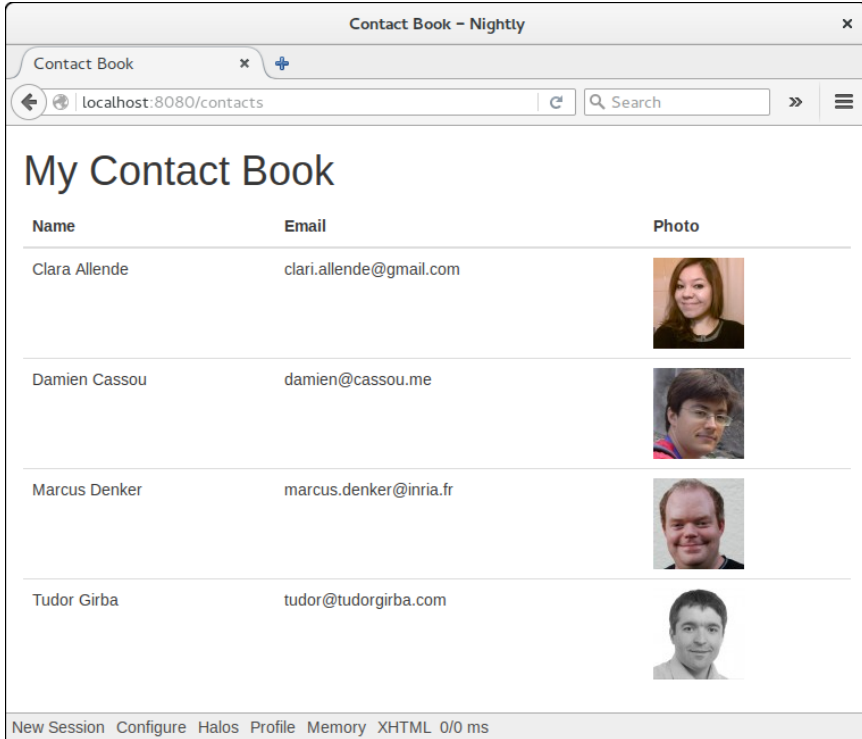 Contact Book – Nightly
Contact Book
localhost:8080/contacts
Search
My Contact Book
Name Email Photo
Clara Allende clari.allende@gmail.com
Damien Cassou damien@cassou.me
Marcus Denker marcus.denker@inria.fr
Tudor Girba tudor@tudorgirba.com
New Session Configure Halos Profile Memory XHTML 0/0 ms